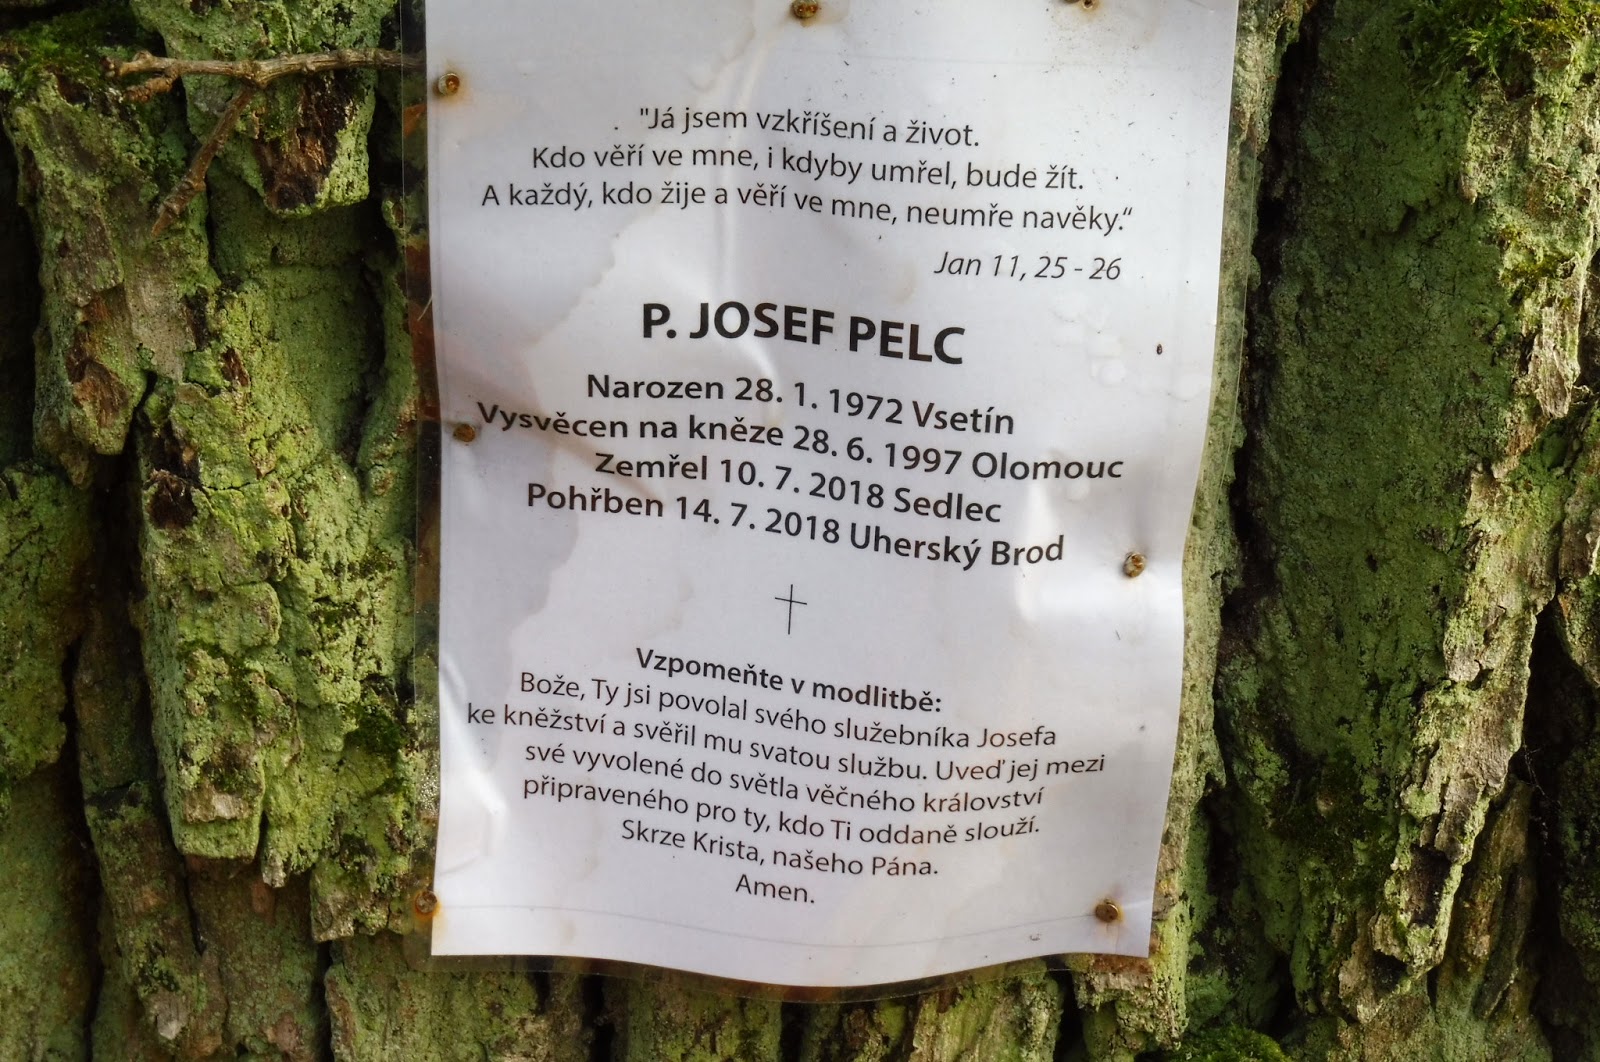 "Já jsem vzkříšení a život.
Kdo věří ve mne, i kdyby umřel, bude žít.
A každý, kdo žije a věří ve mne, neumře navěky.“
Jan 11, 25 - 26
P. JOSEF PELC
Narozen 28. 1. 1972 Vsetín
Vysvěcen na kněze 28. 6. 1997 Olomouc
Zemřel 10. 7. 2018 Sedlec
Pohřben 14. 7. 2018 Uherský Brod
Vzpomeňte v modlitbě:
Bože, Ty jsi povolal svého služebníka Josefa
ke kněžství a svěřil mu svatou službu. Uveď jej mezi
své vyvolené do světla věčného království
připraveného pro ty, kdo Ti oddaně slouží.
Skrze Krista, našeho Pána.
Amen.